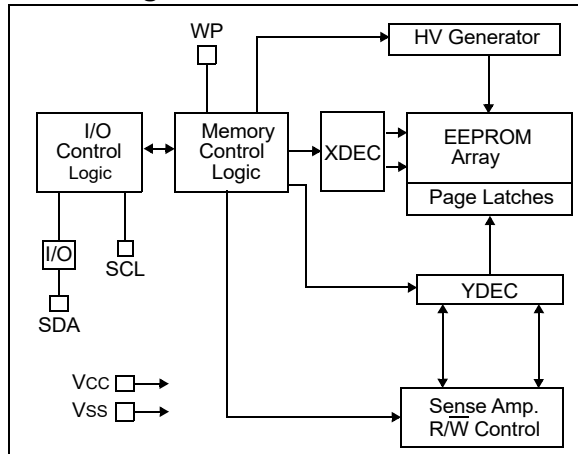 WP
HV Generator
I/O
Control
Logic
Memory
Control
Logic
XDEC
EEPROM
Array
Page Latches
I/O
SCL
SDA
YDEC
VCC
VSS
Sense Amp.
R/W̅ Control